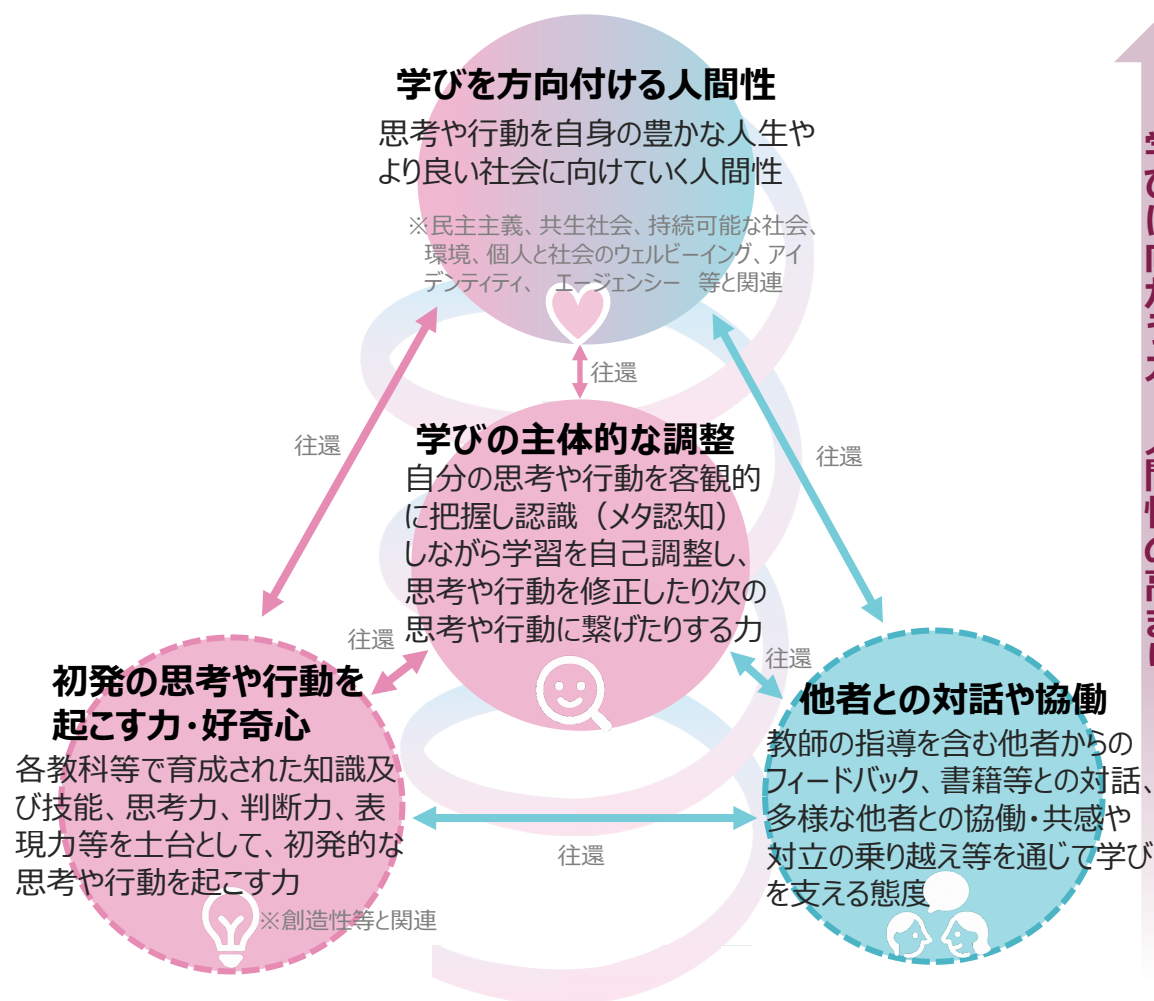 学びを方向付ける人間性
思考や行動を自身の豊かな人生や
より良い社会に向けていく人間性
※民主主義、共生社会、持続可能な社会、
環境、個人と社会のウェルビーイング、アイ
デンティティ、　エージェンシー　等と関連
往還
往還
往還
学びの主体的な調整
自分の思考や行動を客観的
に把握し認識（メタ認知）
しながら学習を自己調整し、
思考や行動を修正したり次の
思考や行動に繋げたりする力
往還
往還
初発の思考や行動を
起こす力・好奇心
各教科等で育成された知識及
び技能、思考力、判断力、表
現力等を土台として、初発的な
思考や行動を起こす力
※創造性等と関連
往還
他者との対話や協働
教師の指導を含む他者からの
フィードバック、書籍等との対話、
多様な他者との協働・共感や
対立の乗り越え等を通じて学び
を支える態度